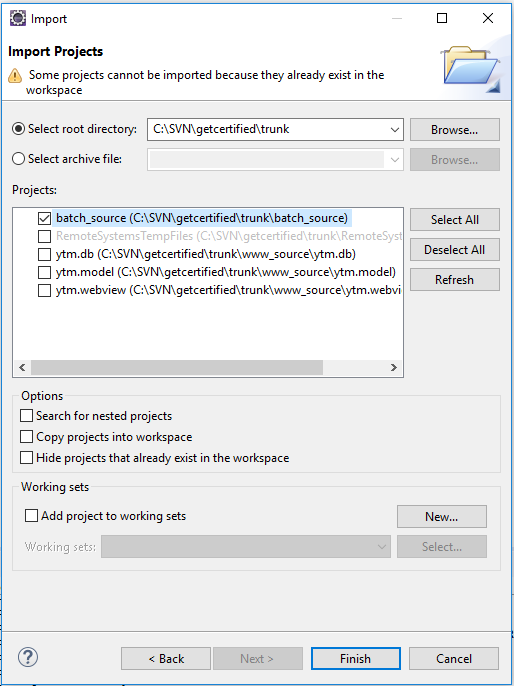 Import
Import Projects
Some projects cannot be imported because they already exist in the
workspace
Select root directory:
C:\SVN\getcertified\trunk
Browse...
Select archive file:
Browse...
Projects:
batch_source (C:\SVN\getcertified\trunk\batch_source)
RemoteSystemsTempFiles (C:\SVN\getcertified\trunk\RemoteSyst
ytm.db (C:\SVN\getcertified\trunk\www_source\ytm.db)
ytm.model (C:\SVN\getcertified\trunk\www_source\ytm.model)
ytm.webview (C:\SVN\getcertified\trunk\www_source\ytm.webvi
Select All
Deselect All
Refresh
Options
Search for nested projects
Copy projects into workspace
Hide projects that already exist in the workspace
Working sets
Add project to working sets
New...
Working sets:
Select...
?
< Back
Next >
Finish
Cancel